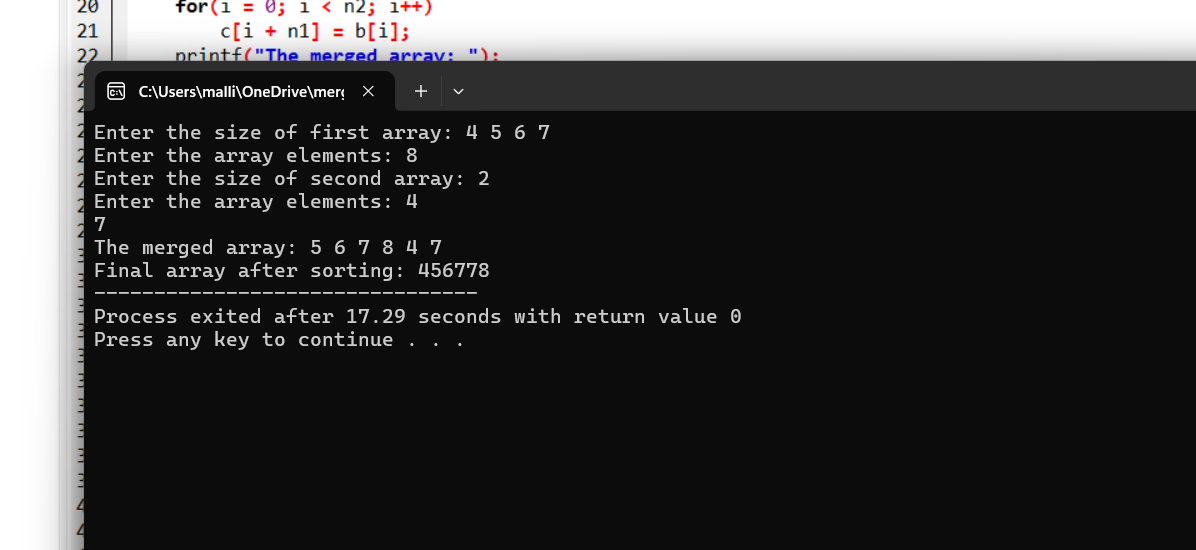 20 for(i = 0; i < n2; i++)
21 c[i + n1] = b[i];
22 printf("The merged array: ");
C:\Users\malli\OneDrive\merg
Enter the size of first array: 4 5 6 7
Enter the array elements: 8
Enter the size of second array: 2
Enter the array elements: 4
7
The merged array: 5 6 7 8 4 7
Final array after sorting: 456778
--------------------------------
Process exited after 17.29 seconds with return value 0
Press any key to continue . . .